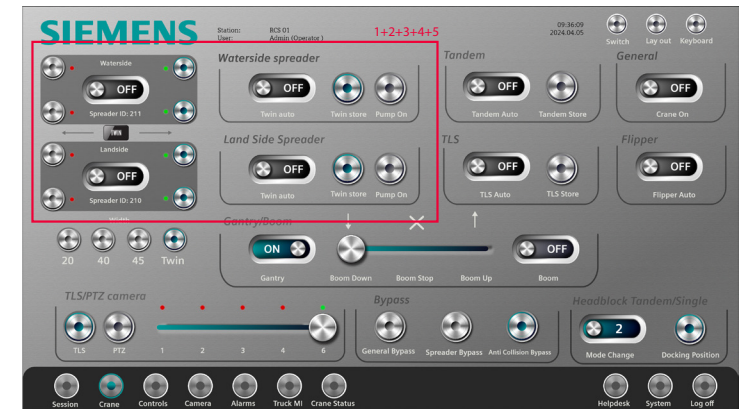 SIEMENS
Station: RCS 01
User: Admin (Operator )
1+2+3+4+5
09:36:09
2024.04.05
Switch Lay out Keyboard
Waterside
OFF
Spreader ID: 211
TWIN
Landside
OFF
Spreader ID: 210
Width
20 40 45 Twin
Waterside spreader
OFF
Twin auto Twin store Pump On
Land Side Spreader
OFF
Twin auto Twin store Pump On
Tandem
OFF
Tandem Auto Tandem Store
General
OFF
Crane On
TLS
OFF
TLS Auto TLS Store
Flipper
OFF
Flipper Auto
Gantry/Boom
ON OFF
Gantry Boom Down Boom Stop Boom Up Boom
TLS/PTZ camera
TLS PTZ 1 2 3 4 6
Bypass
General Bypass Spreader Bypass Anti Collision Bypass
Headblock Tandem/Single
2
Mode Change Docking Position
Session Crane Controls Camera Alarms Truck MI Crane Status Helpdesk System Log off